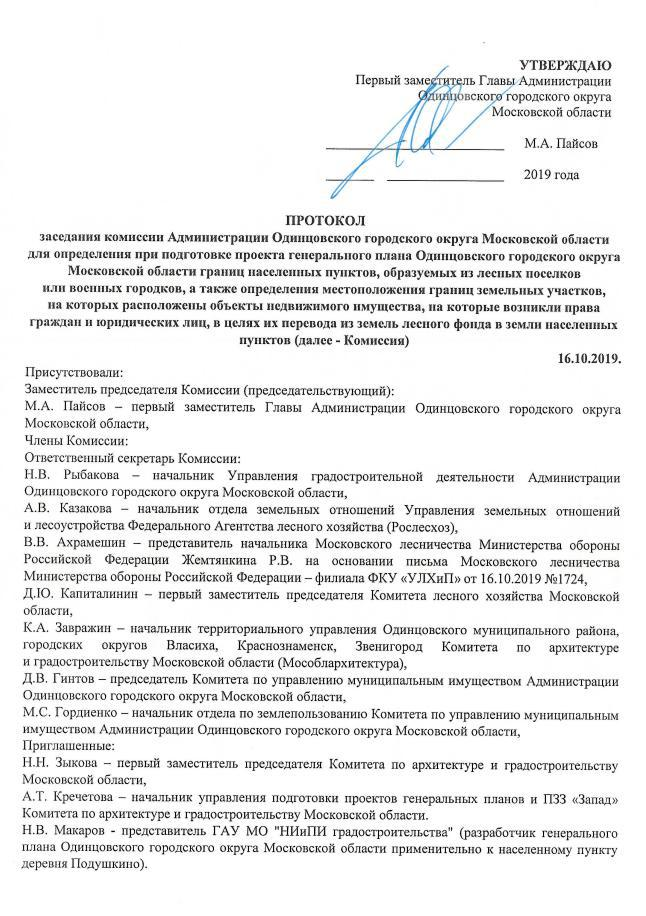 УТВЕРЖДАЮ
Первый заместитель Главы Администрации
Одинцовского городского округа
Московской области
М.А. Пайсов
2019 года
ПРОТОКОЛ
заседания комиссии Администрации Одинцовского городского округа Московской области
для определения при подготовке проекта генерального плана Одинцовского городского округа
Московской области границ населенных пунктов, образуемых из лесных поселков
или военных городков, а также определения местоположения границ земельных участков,
на которых расположены объекты недвижимого имущества, на которые возникли права
граждан и юридических лиц, в целях их перевода из земель лесного фонда в земли населенных
пунктов (далее - Комиссия)
16.10.2019.
Присутствовали:
Заместитель председателя Комиссии (председательствующий):
М.А. Пайсов – первый заместитель Главы Администрации Одинцовского городского округа
Московской области,
Члены Комиссии:
Ответственный секретарь Комиссии:
Н.В. Рыбакова – начальник Управления градостроительной деятельности Администрации
Одинцовского городского округа Московской области,
А.В. Казакова – начальник отдела земельных отношений Управления земельных отношений
и лесоустройства Федерального Агентства лесного хозяйства (Рослесхоз),
В.В. Ахрамешин – представитель начальника Московского лесничества Министерства обороны
Российской Федерации Жемтянкина Р.В. на основании письма Московского лесничества
Министерства обороны Российской Федерации – филиала ФКУ «УЛХиП» от 16.10.2019 №1724,
Д.Ю. Капиталинин – первый заместитель председателя Комитета лесного хозяйства Московской
области,
К.А. Завражин – начальник территориального управления Одинцовского муниципального района,
городских округов Власиха, Краснознаменск, Звенигород Комитета по архитектуре
и градостроительству Московской области (Мособлархитектура),
Д.В. Гинтов – председатель Комитета по управлению муниципальным имуществом Администрации
Одинцовского городского округа Московской области,
М.С. Гордиенко – начальник отдела по землепользованию Комитета по управлению муниципальным
имуществом Администрации Одинцовского городского округа Московской области,
Приглашенные:
Н.Н. Зыкова – первый заместитель председателя Комитета по архитектуре и градостроительству
Московской области,
А.Т. Кречетова – начальник управления подготовки проектов генеральных планов и ПЗЗ «Запад»
Комитета по архитектуре и градостроительству Московской области.
Н.В. Макаров - представитель ГАУ МО "НИиПИ градостроительства" (разработчик генерального
плана Одинцовского городского округа Московской области применительно к населенному пункту
деревня Подушкино).